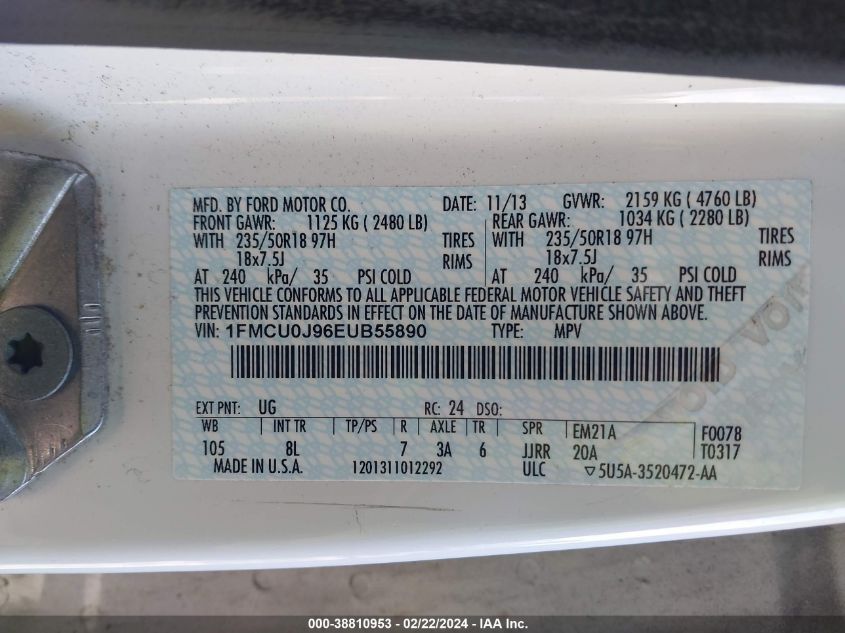 MFD. BY FORD MOTOR CO. DATE: 11/13 GVWR: 2159 KG ( 4760 LB)
FRONT GAWR: 1125 KG ( 2480 LB) REAR GAWR: 1034 KG ( 2280 LB)
WITH 235/50R18 97H TIRES WITH 235/50R18 97H TIRES
18x7.5J RIMS 18x7.5J RIMS
AT 240 kPa/ 35 PSI COLD AT 240 kPa/ 35 PSI COLD
THIS VEHICLE CONFORMS TO ALL APPLICABLE FEDERAL MOTOR VEHICLE SAFETY AND THEFT
PREVENTION STANDARDS IN EFFECT ON THE DATE OF MANUFACTURE SHOWN ABOVE.
VIN: 1FMCU0J96EUB55890 TYPE: MPV
EXT PNT: UG RC: 24 DSO:
WB INT TR TP/PS R AXLE TR SPR EM21A F0078
105 8L 7 3A 6 JJRR 20A T0317
MADE IN U.S.A. 1201311012292 ULC ▽5U5A-3520472-AA
000-38810953 - 02/22/2024 - IAA Inc.